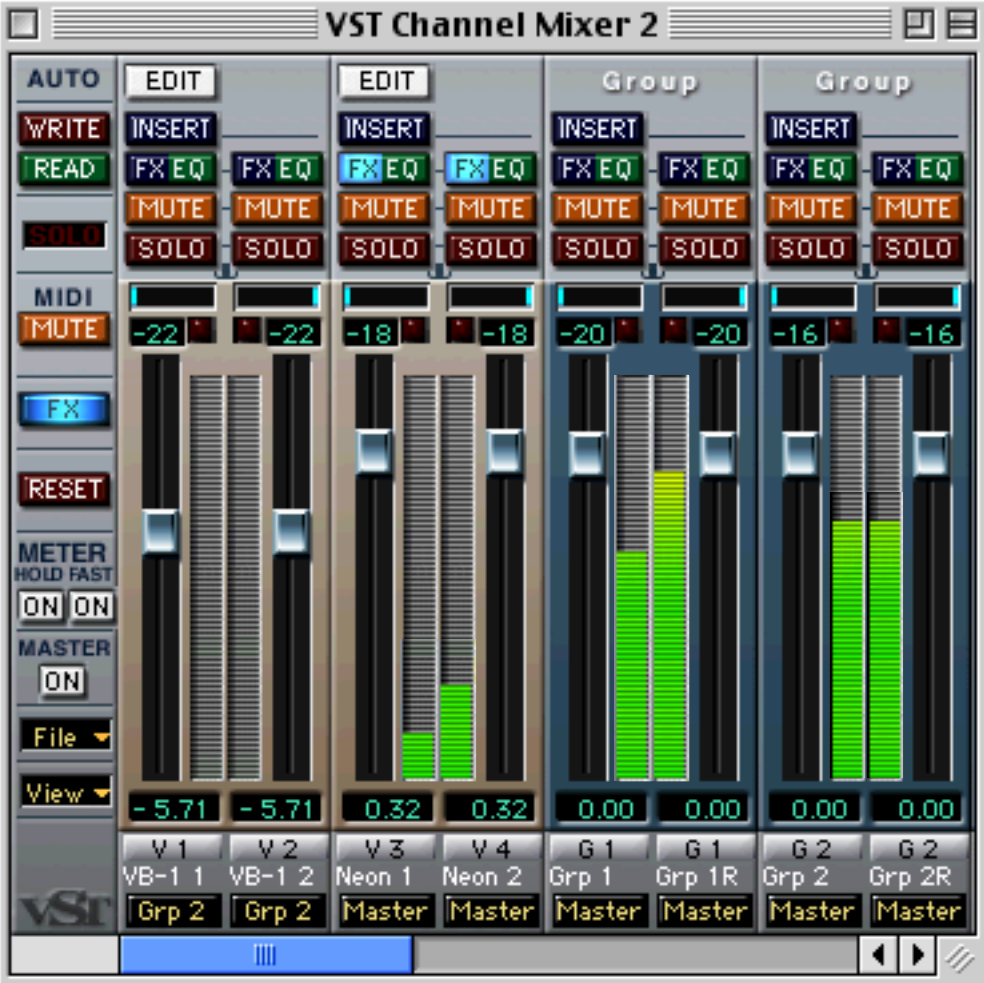 VST Channel Mixer 2
AUTO EDIT EDIT Group Group
WRITE INSERT INSERT INSERT INSERT
READ FX EQ FX EQ FX EQ FX EQ FX EQ FX EQ FX EQ FX EQ
MUTE MUTE MUTE MUTE MUTE MUTE MUTE MUTE
SOLO SOLO SOLO SOLO SOLO SOLO SOLO SOLO SOLO
MIDI
MUTE -22 -22 -18 -18 -20 -20 -16 -16
FX
RESET
METER
HOLD FAST
ON ON
MASTER
ON
File
View
-5.71 -5.71 0.32 0.32 0.00 0.00 0.00 0.00
V 1 V 2 V 3 V 4 G 1 G 1 G 2 G 2
VB-1 1 VB-1 2 Neon 1 Neon 2 Grp 1 Grp 1R Grp 2 Grp 2R
vst Grp 2 Grp 2 Master Master Master Master Master Master